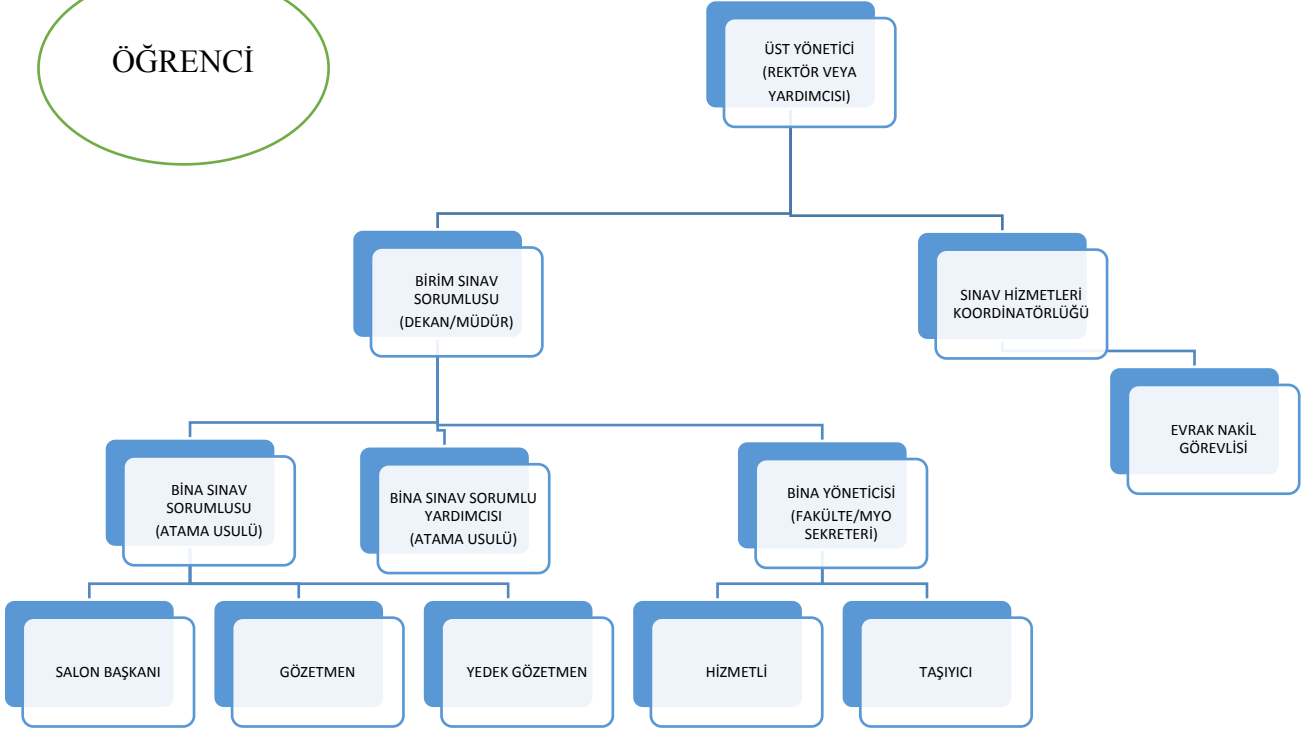 ÖĞRENCİ
ÜST YÖNETİCİ
(REKTÖR VEYA
YARDIMCISI)
BİRİM SINAV
SORUMLUSU
(DEKAN/MÜDÜR)
SINAV HİZMETLERİ
KOORDİNATÖRLÜĞÜ
EVRAK NAKİL
GÖREVLİSİ
BİNA SINAV
SORUMLUSU
(ATAMA USULÜ)
BİNA SINAV SORUMLU
YARDIMCISI
(ATAMA USULÜ)
BİNA YÖNETİCİSİ
(FAKÜLTE/MYO
SEKRETERİ)
SALON BAŞKANI
GÖZETMEN
YEDEK GÖZETMEN
HİZMETLİ
TAŞIYICI